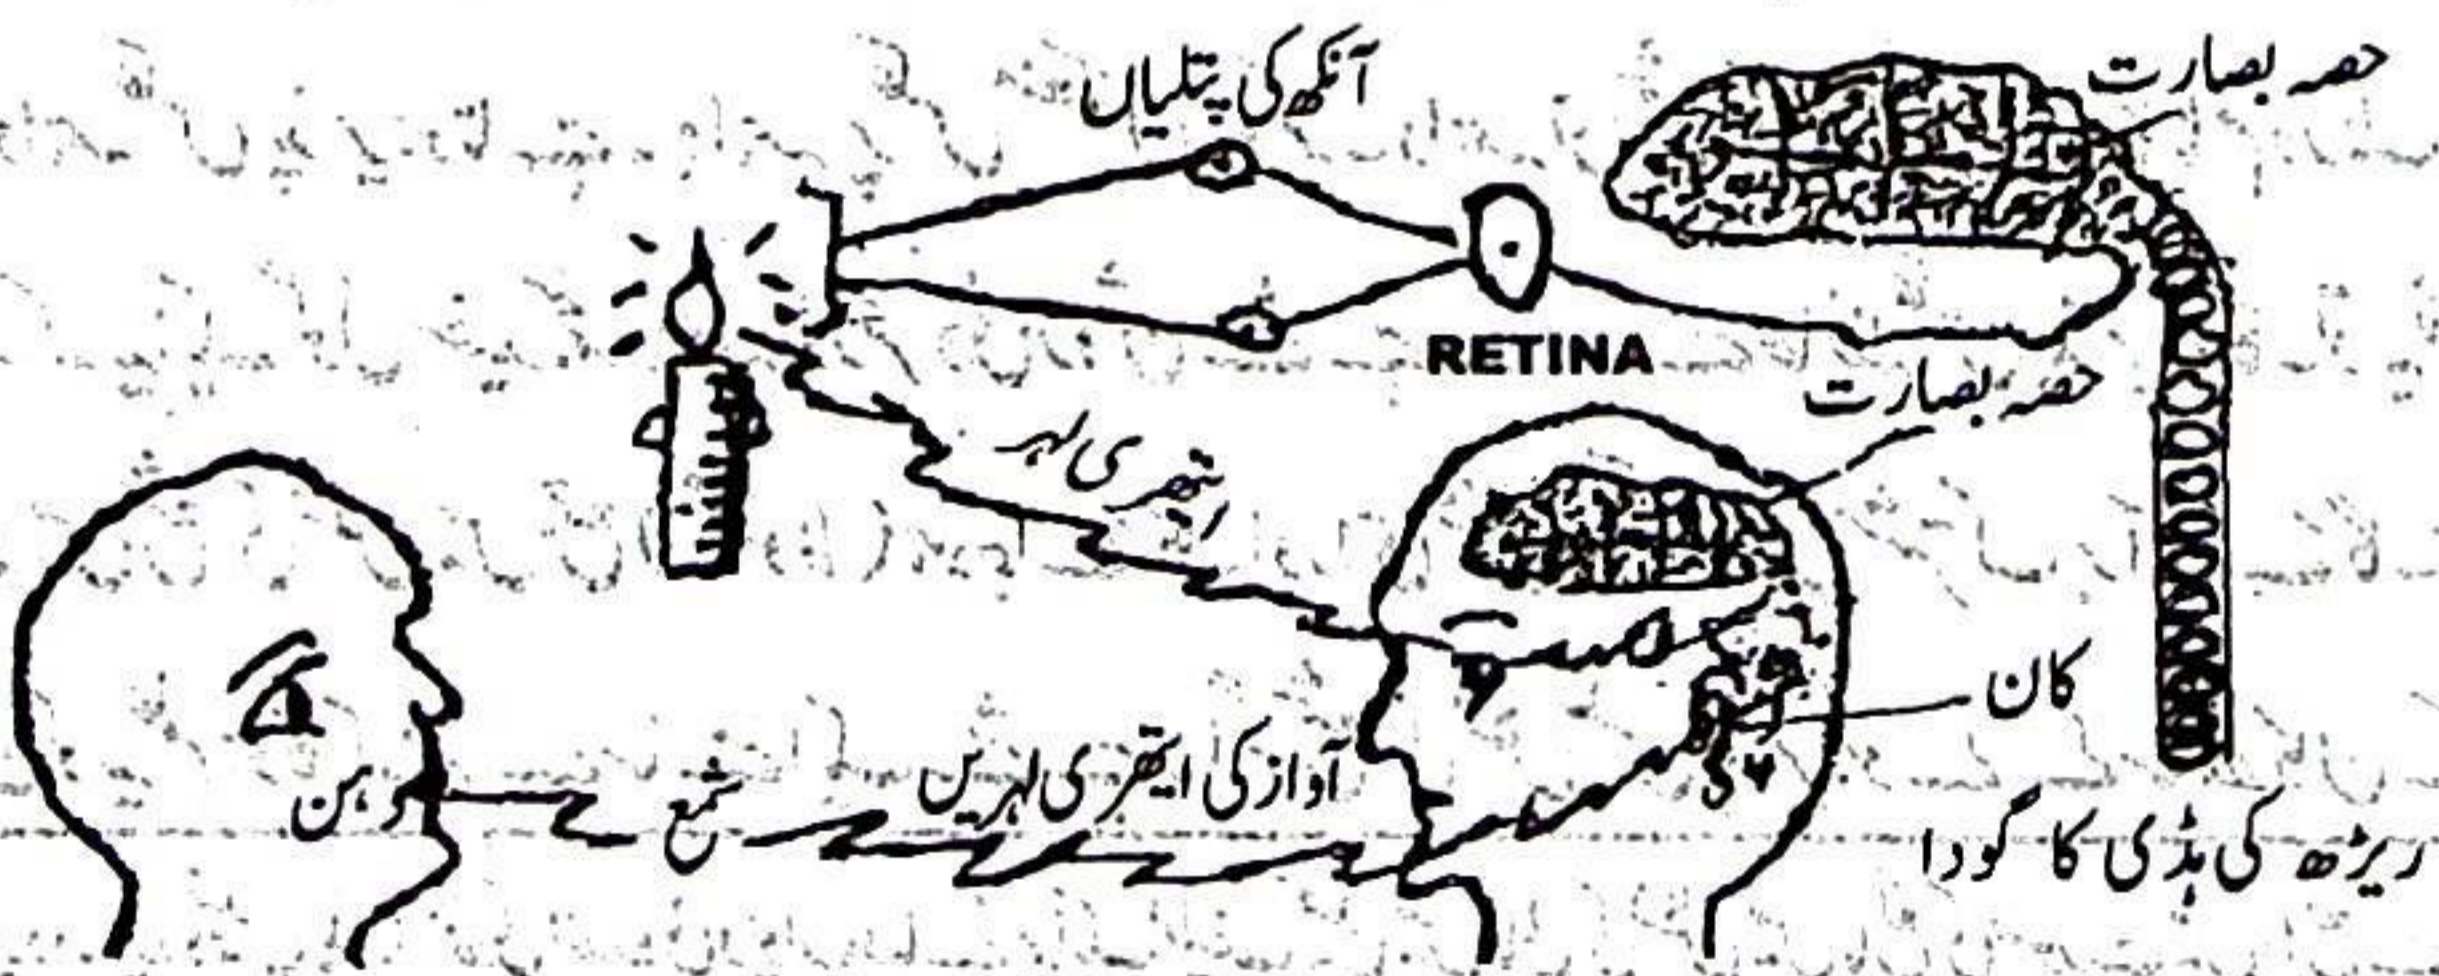 حصہ بصارت
آنکھ کی پتلیاں
RETINA
حصہ بصارت
ایتھری لہر
کان
آواز کی ایتھری لہریں
شمع
دہن
ریڑھ کی ہڈی کا گودا